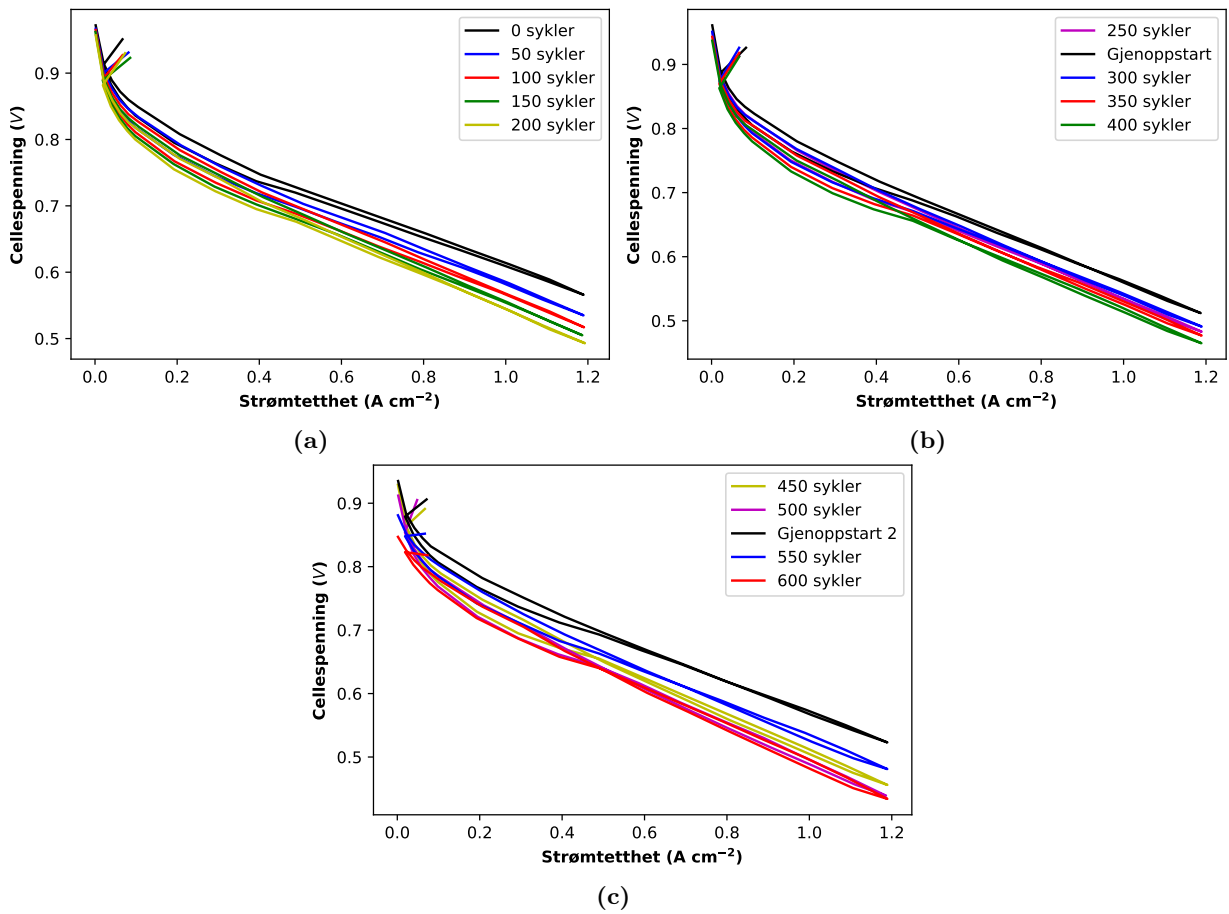 0 sykler
50 sykler
100 sykler
150 sykler
200 sykler
0.9
0.8
0.7
0.6
0.5
Cellespenning (V)
0.0 0.2 0.4 0.6 0.8 1.0 1.2
Strømtetthet (A cm⁻²)
(a)
250 sykler
Gjenoppstart
300 sykler
350 sykler
400 sykler
0.9
0.8
0.7
0.6
0.5
Cellespenning (V)
0.0 0.2 0.4 0.6 0.8 1.0 1.2
Strømtetthet (A cm⁻²)
(b)
450 sykler
500 sykler
Gjenoppstart 2
550 sykler
600 sykler
0.9
0.8
0.7
0.6
0.5
Cellespenning (V)
0.0 0.2 0.4 0.6 0.8 1.0 1.2
Strømtetthet (A cm⁻²)
(c)